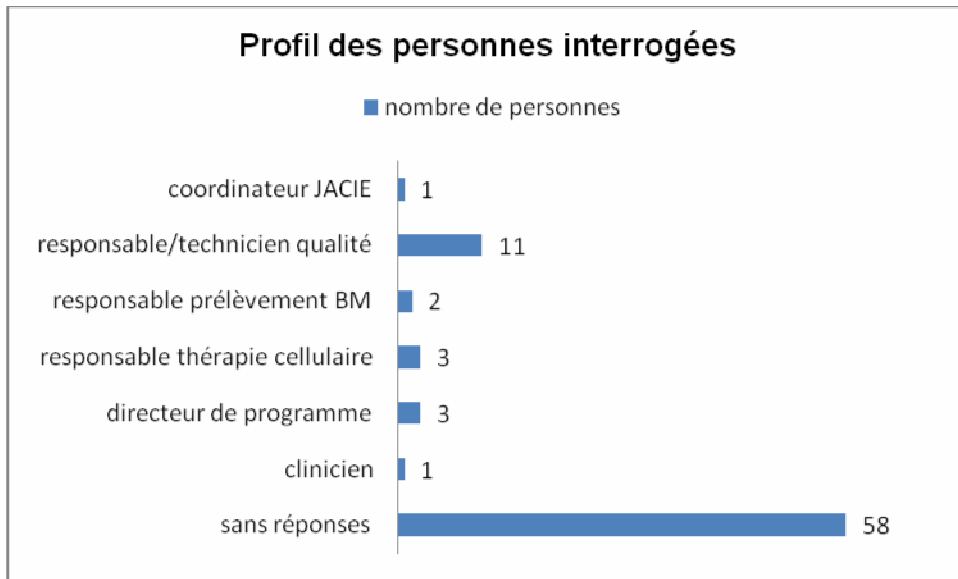 Profil des personnes interrogées
nombre de personnes
coordinateur JACIE 1
responsable/technicien qualité 11
responsable prélèvement BM 2
responsable thérapie cellulaire 3
directeur de programme 3
clinicien 1
sans réponses 58